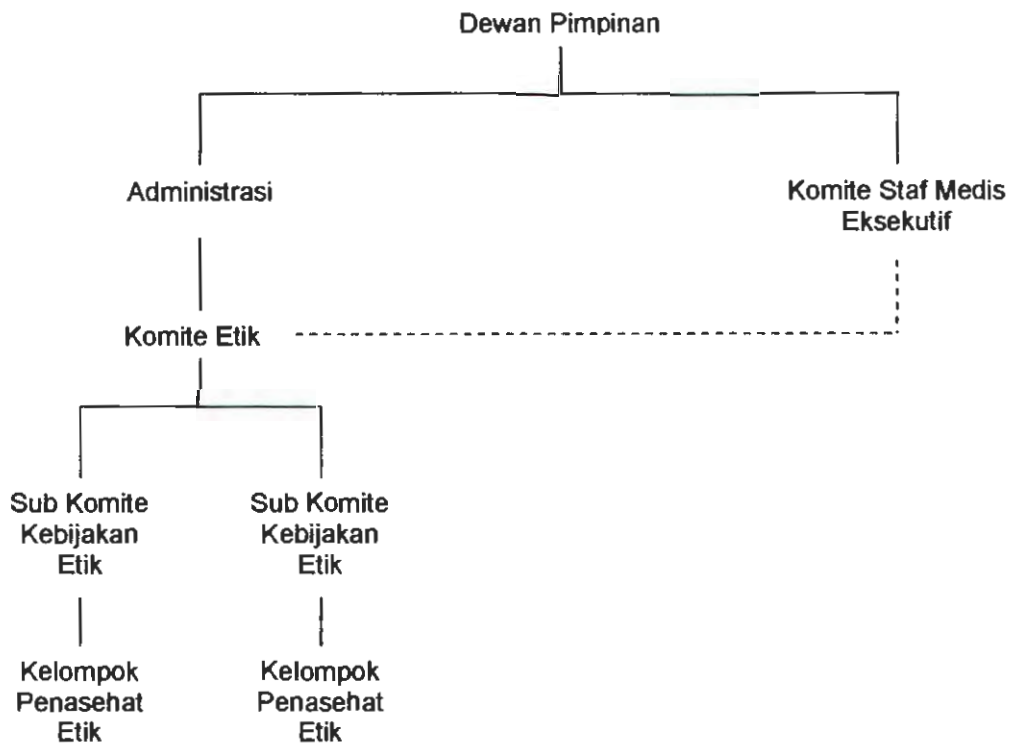 Dewan Pimpinan
Administrasi
Komite Staf Medis
Eksekutif
Komite Etik
Sub Komite
Kebijakan
Etik
Sub Komite
Kebijakan
Etik
Kelompok
Penasehat
Etik
Kelompok
Penasehat
Etik